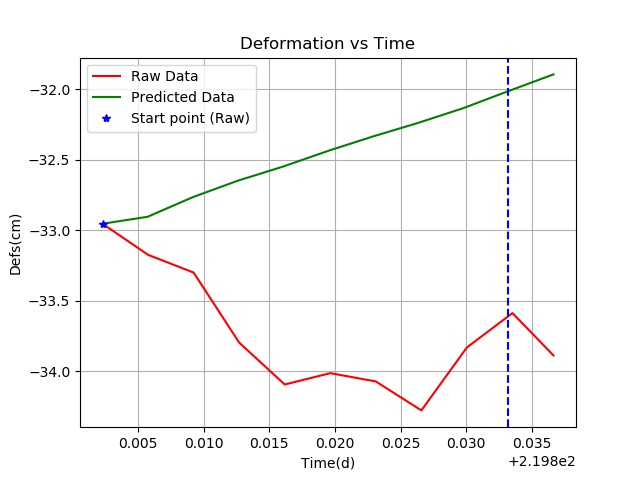 Deformation vs Time
Raw Data
Predicted Data
Start point (Raw)
Defs(cm)
−32.0
−32.5
−33.0
−33.5
−34.0
0.005 0.010 0.015 0.020 0.025 0.030 0.035
Time(d)
+2.198e2